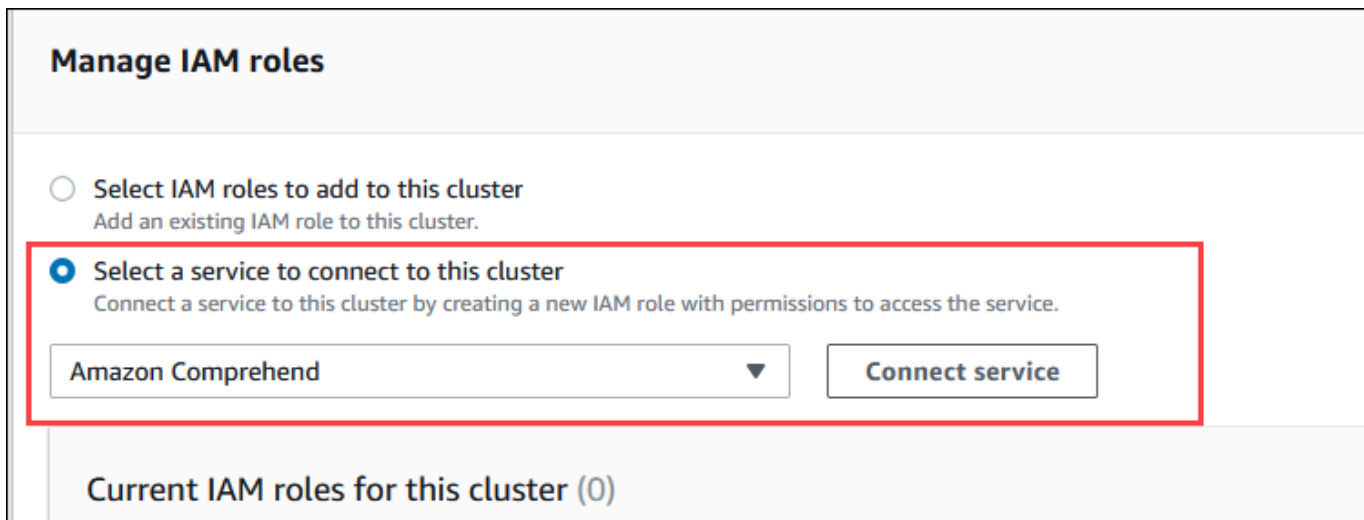 Manage IAM roles
Select IAM roles to add to this cluster
Add an existing IAM role to this cluster.
Select a service to connect to this cluster
Connect a service to this cluster by creating a new IAM role with permissions to access the service.
Amazon Comprehend
Connect service
Current IAM roles for this cluster (0)